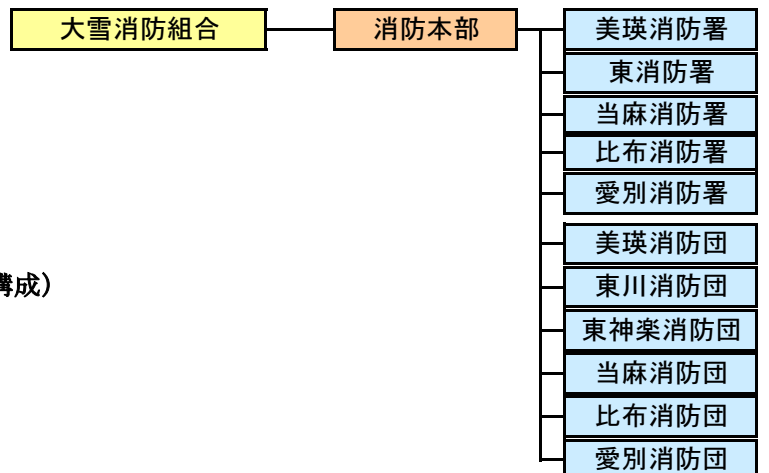 大雪消防組合
消防本部
美瑛消防署
東消防署
当麻消防署
比布消防署
愛別消防署
美瑛消防団
構成）
東川消防団
東神楽消防団
当麻消防団
比布消防団
愛別消防団